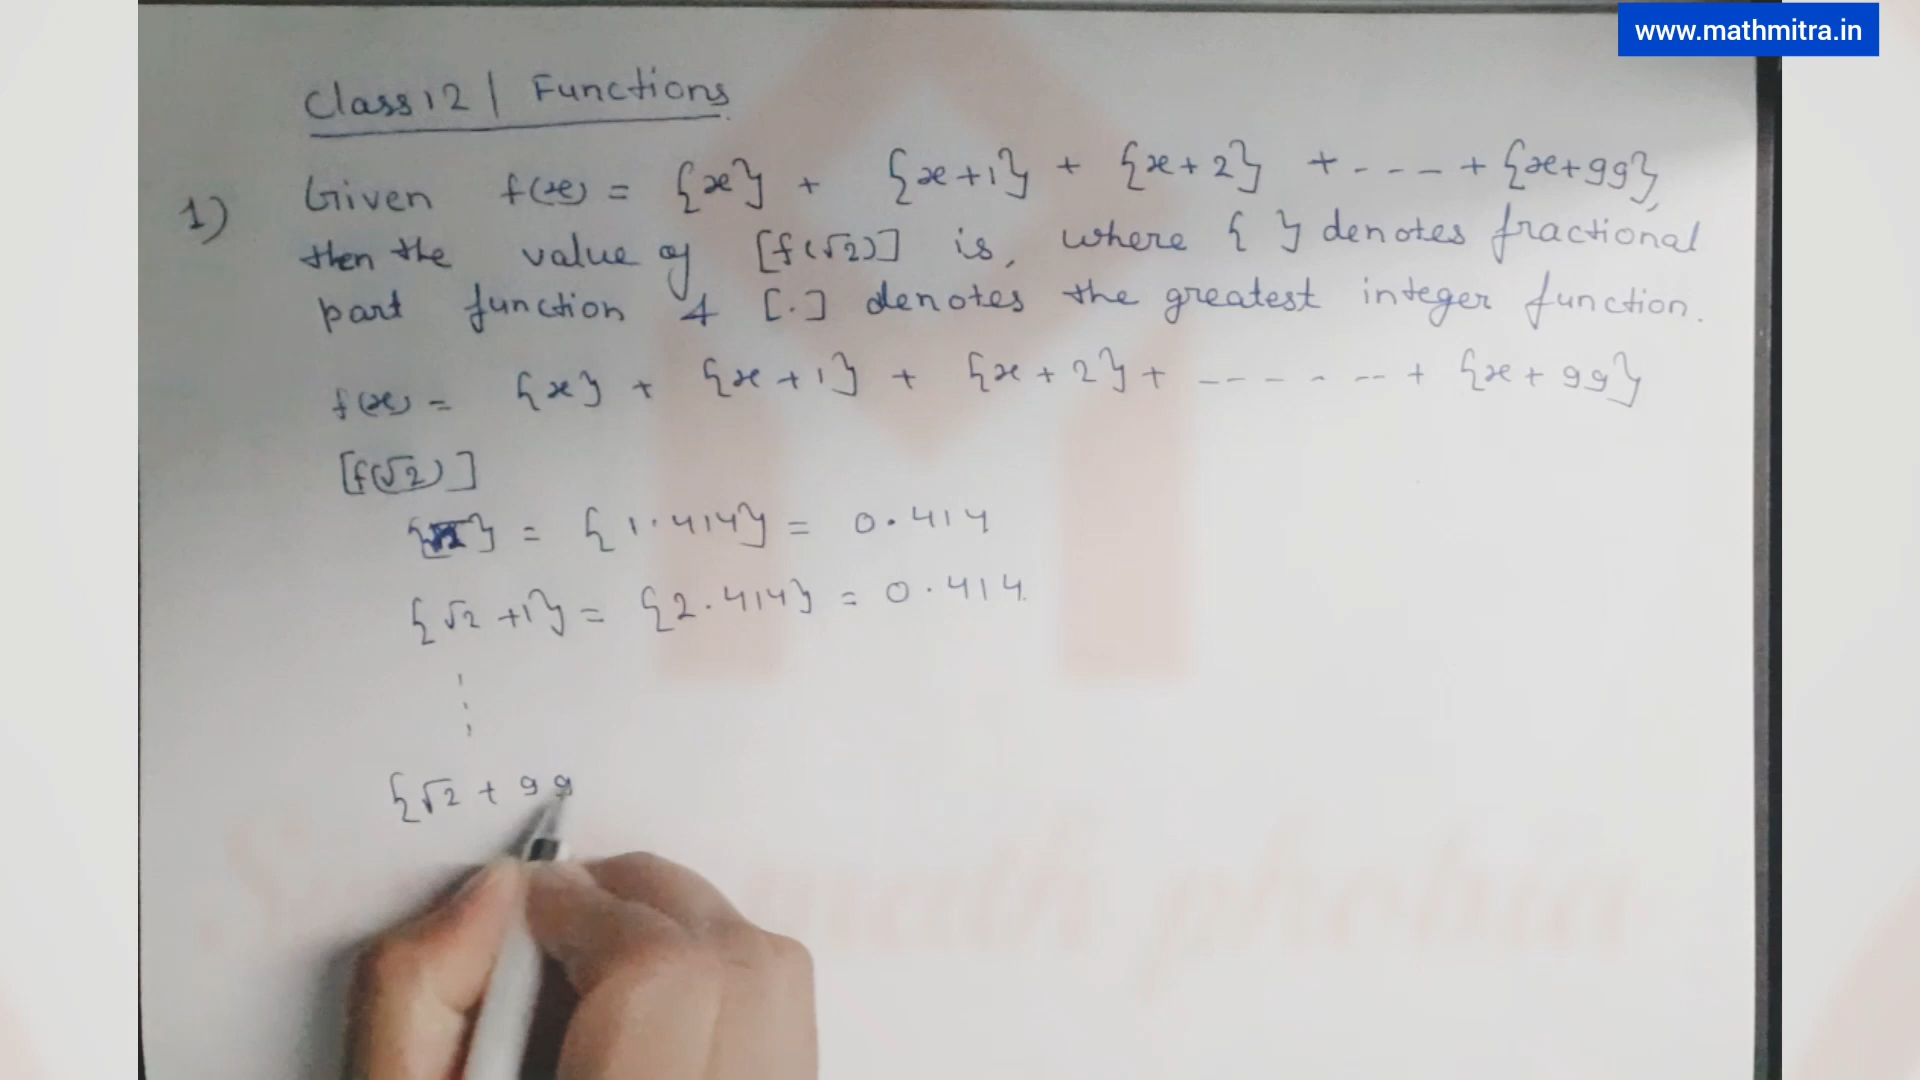 www.mathmitra.in
Class 12 | Functions
1) Given f(x) = {x} + {x+1} + {x+2} + - - - - + {x+99},
then the value of [f(√2)] is, where { } denotes fractional
part function & [.] denotes the greatest integer function.
f(x) = {x} + {x+1} + {x+2} + - - - - - - + {x+99}
[f(√2)]
{√2} = {1.414} = 0.414
{√2 +1} = {2.414} = 0.414
{√2 + 99